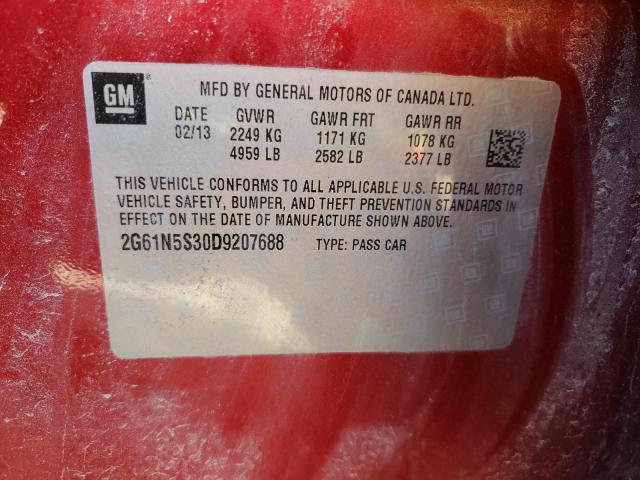 GM ®
MFD BY GENERAL MOTORS OF CANADA LTD.
DATE GVWR GAWR FRT GAWR RR
02/13 2249 KG 1171 KG 1078 KG
4959 LB 2582 LB 2377 LB
THIS VEHICLE CONFORMS TO ALL APPLICABLE U.S. FEDERAL MOTOR
VEHICLE SAFETY, BUMPER, AND THEFT PREVENTION STANDARDS IN
EFFECT ON THE DATE OF MANUFACTURE SHOWN ABOVE.
2G61N5S30D9207688 TYPE: PASS CAR